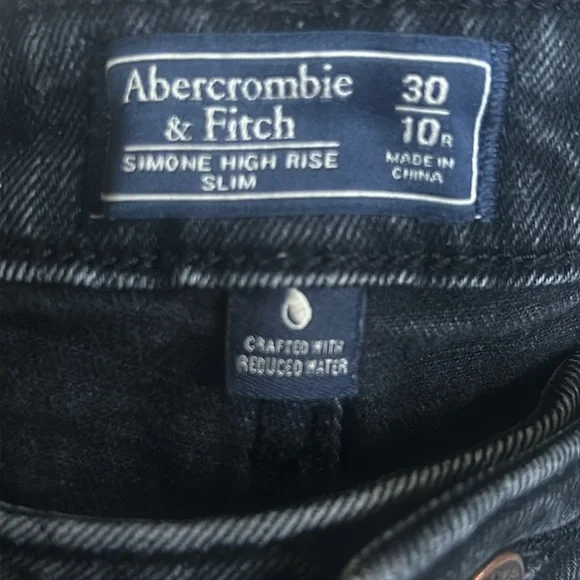 Abercrombie
& Fitch
SIMONE HIGH RISE
SLIM
30
10R
MADE IN
CHINA
CRAFTED WITH
REDUCED WATER